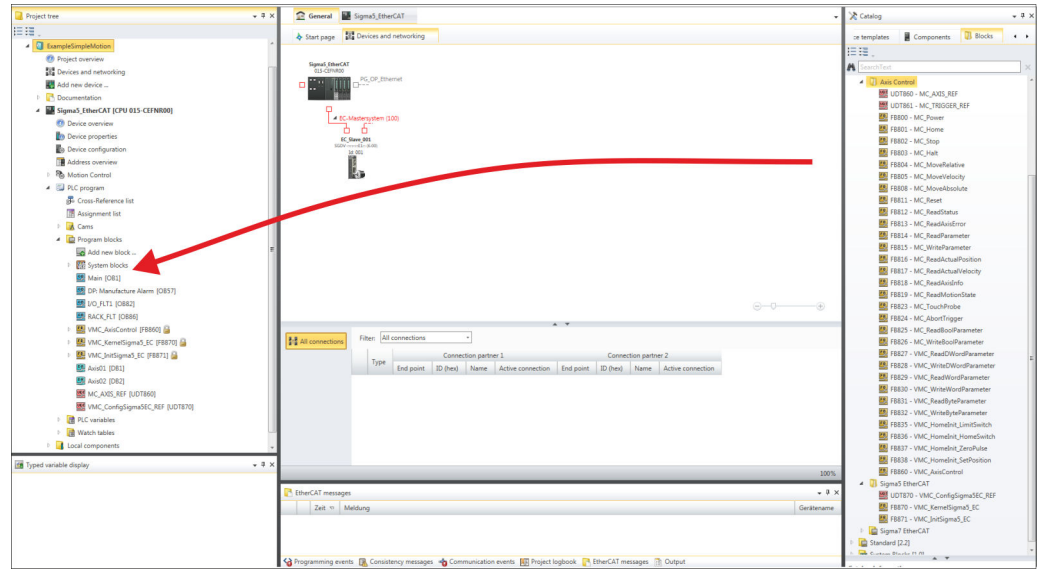 Project tree
ExampleSimpleMotion
Project overview
Devices and networking
Add new device ...
Documentation
Sigma5_EtherCAT [CPU 015-CEFNR00]
Device overview
Device properties
Device configuration
Address overview
Motion Control
PLC program
Cross-Reference list
Assignment list
Cams
Program blocks
Add new block ...
System blocks
Main [OB1]
DP: Manufacture Alarm [OB57]
I/O_FLT1 [OB82]
RACK_FLT [OB86]
VMC_AxisControl [FB860]
VMC_KernelSigma5_EC [FB870]
VMC_InitSigma5_EC [FB871]
Axis01 [DB1]
Axis02 [DB2]
MC_AXIS_REF [UDT860]
VMC_ConfigSigma5EC_REF [UDT870]
PLC variables
Watch tables
Local components
Typed variable display
General
Sigma5_EtherCAT
Start page
Devices and networking
Sigma5_EtherCAT
015-CEFNR00
PG_OP_Ethernet
EC-Mastersystem (100)
EC_Slave_001
All connections
Filter: All connections
Type
Connection partner 1
Connection partner 2
End point
ID (hex)
Name
Active connection
End point
ID (hex)
Name
Active connection
100%
EtherCAT messages
Zeit
Meldung
Gerätename
Programming events
Consistency messages
Communication events
Project logbook
EtherCAT messages
Output
Catalog
ce templates
Components
Blocks
SearchText
Axis Control
UDT860 - MC_AXIS_REF
UDT861 - MC_TRIGGER_REF
FB800 - MC_Power
FB801 - MC_Home
FB802 - MC_Stop
FB803 - MC_Halt
FB804 - MC_MoveRelative
FB805 - MC_MoveVelocity
FB808 - MC_MoveAbsolute
FB811 - MC_Reset
FB812 - MC_ReadStatus
FB813 - MC_ReadAxisError
FB814 - MC_ReadParameter
FB815 - MC_WriteParameter
FB816 - MC_ReadActualPosition
FB817 - MC_ReadActualVelocity
FB818 - MC_ReadAxisInfo
FB819 - MC_ReadMotionState
FB823 - MC_TouchProbe
FB824 - MC_AbortTrigger
FB825 - MC_ReadBoolParameter
FB826 - MC_WriteBoolParameter
FB827 - VMC_ReadDWordParameter
FB828 - VMC_WriteDWordParameter
FB829 - VMC_ReadWordParameter
FB830 - VMC_WriteWordParameter
FB831 - VMC_ReadByteParameter
FB832 - VMC_WriteByteParameter
FB835 - VMC_HomeInit_LimitSwitch
FB836 - VMC_HomeInit_HomeSwitch
FB837 - VMC_HomeInit_ZeroPulse
FB838 - VMC_HomeInit_SetPosition
FB860 - VMC_AxisControl
Sigma5 EtherCAT
UDT870 - VMC_ConfigSigma5EC_REF
FB870 - VMC_KernelSigma5_EC
FB871 - VMC_InitSigma5_EC
Sigma7 EtherCAT
Standard [2.2]